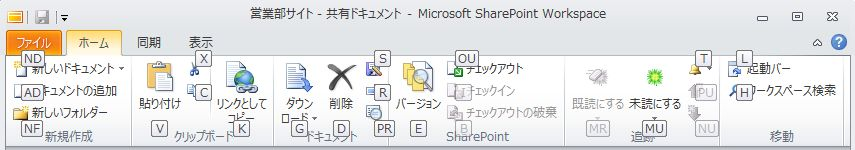 営業部サイト - 共有ドキュメント - Microsoft SharePoint Workspace
ファイル ホーム 同期 表示
ND 新しいドキュメント
AD ドキュメントの追加
NF 新しいフォルダー
新規作成
X
C
貼り付け
V
リンクとして
コピー
K
クリップボード
ダウン
ロード
G
削除
D
S
R
PR
ドキュメント
バージョン
E
OU チェックアウト
I チェックイン
B チェックアウトの破棄
SharePoint
既読にする
MR
未読にする
MU
T
PU
NU
追跡
L 起動バー
H ワークスペース検索
移動